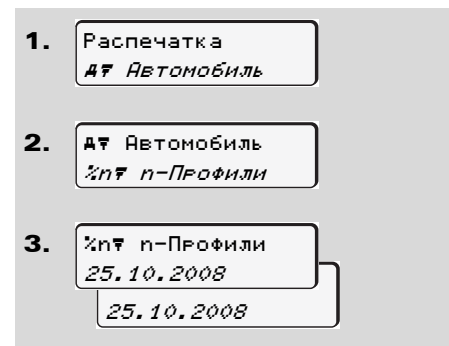 1.
Распечатка
A▼ Автомобиль
2.
A▼ Автомобиль
%n▼ n-Профили
3.
%n▼ n-Профили
25.10.2008
25.10.2008